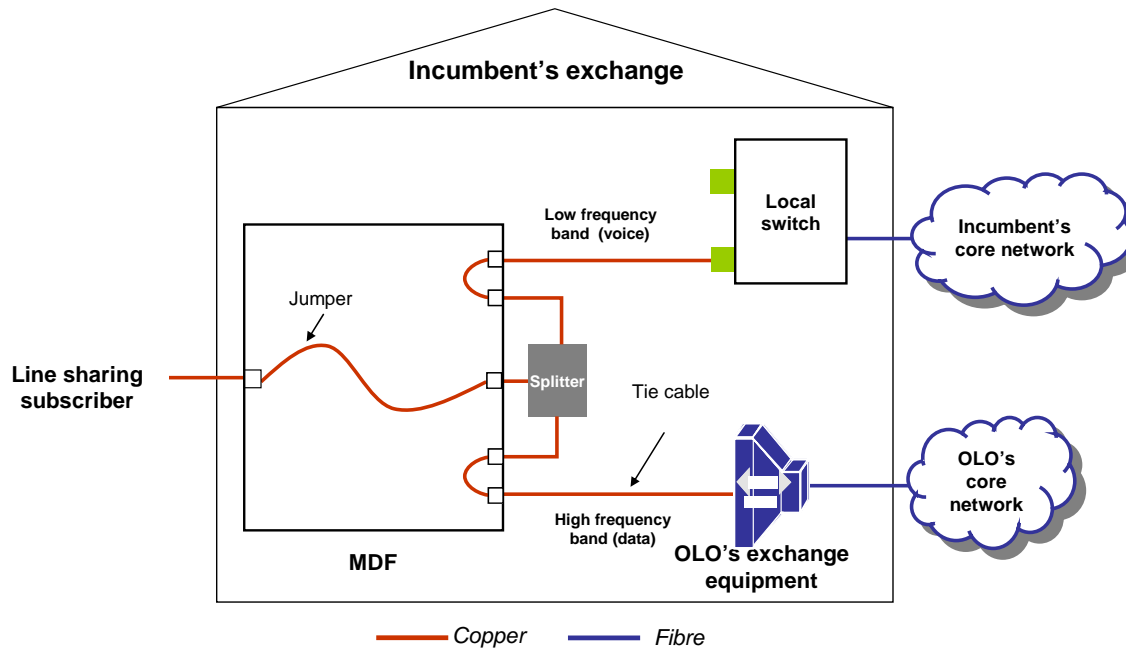 Incumbent's exchange
Local
switch
Low frequency
band (voice)
Incumbent's
core network
Jumper
Line sharing
subscriber
Splitter
Tie cable
OLO's
core
network
High frequency
band (data)
MDF
OLO's exchange
equipment
Copper
Fibre